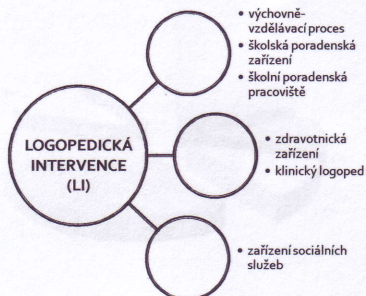 • výchovně-
vzdělávací proces
• školská poradenská
zařízení
• školní poradenská
pracoviště
LOGOPEDICKÁ
INTERVENCE
(LI)
• zdravotnická
zařízení
• klinický logoped
• zařízení sociálních
služeb